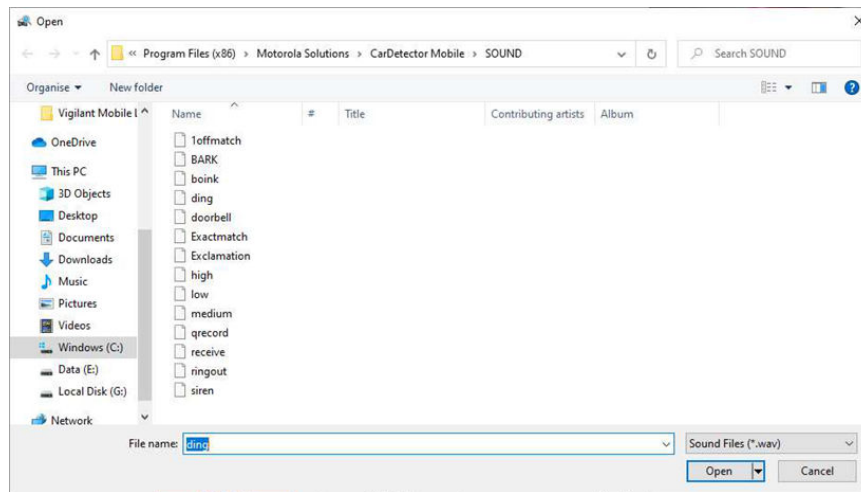 Open
« Program Files (x86) › Motorola Solutions › CarDetector Mobile › SOUND
Search SOUND
Organise
New folder
Name
#
Title
Contributing artists
Album
Vigilant Mobile
OneDrive
This PC
3D Objects
Desktop
Documents
Downloads
Music
Pictures
Videos
Windows (C:)
Data (E:)
Local Disk (G:)
Network
1offmatch
BARK
boink
ding
doorbell
Exactmatch
Exclamation
high
low
medium
qrecord
receive
ringout
siren
File name: ding
Sound Files (*.wav)
Open
Cancel